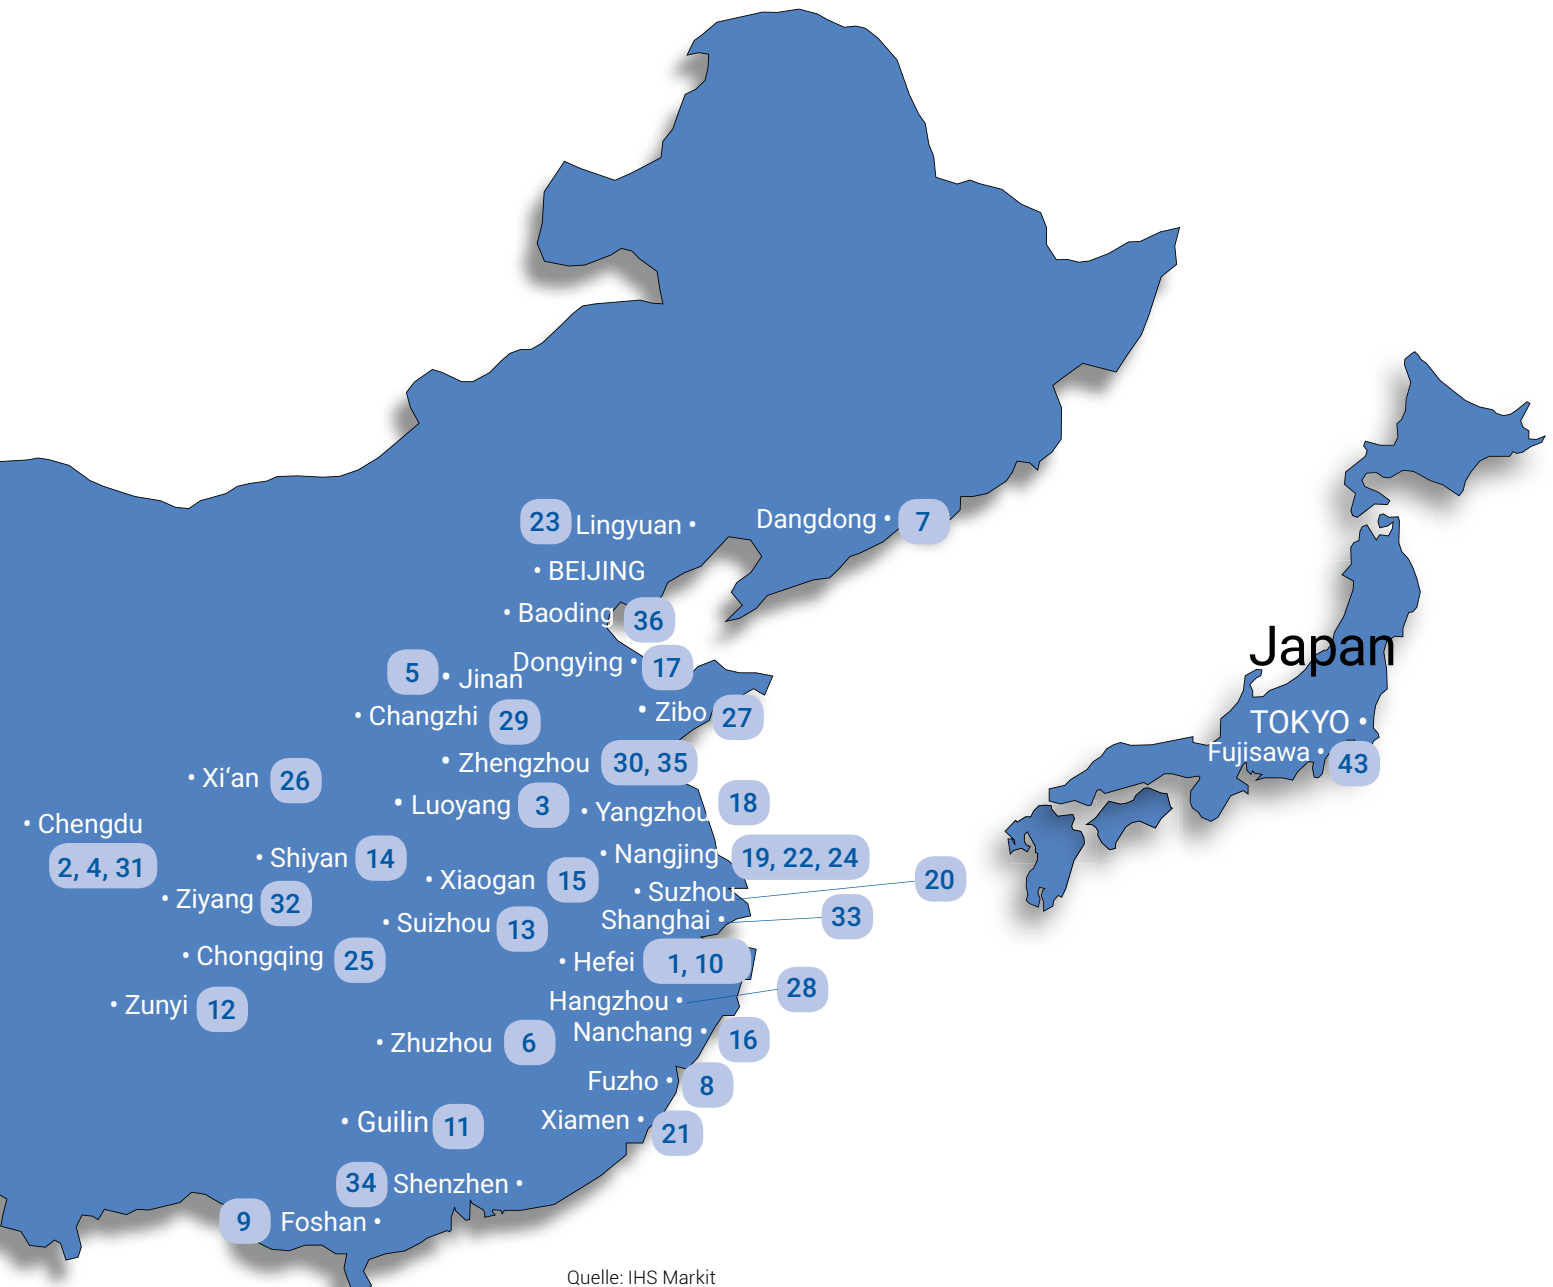 23 Lingyuan •
Dangdong • 7
• BEIJING
• Baoding 36
Japan
Dongying • 17
5 • Jinan
• Changzhi 29
• Zibo 27
TOKYO •
Fujisawa • 43
• Zhengzhou 30, 35
• Xi‘an 26
• Luoyang 3
• Yangzhou 18
• Chengdu
2, 4, 31
• Shiyan 14
• Nangjing 19, 22, 24
• Xiaogan 15
• Suzhou 20
• Ziyang 32
Shanghai • 33
• Suizhou 13
• Chongqing 25
• Hefei 1, 10
Hangzhou • 28
• Zunyi 12
Nanchang • 16
• Zhuzhou 6
Fuzho • 8
• Guilin 11
Xiamen • 21
34 Shenzhen •
9 Foshan •
Quelle: IHS Markit